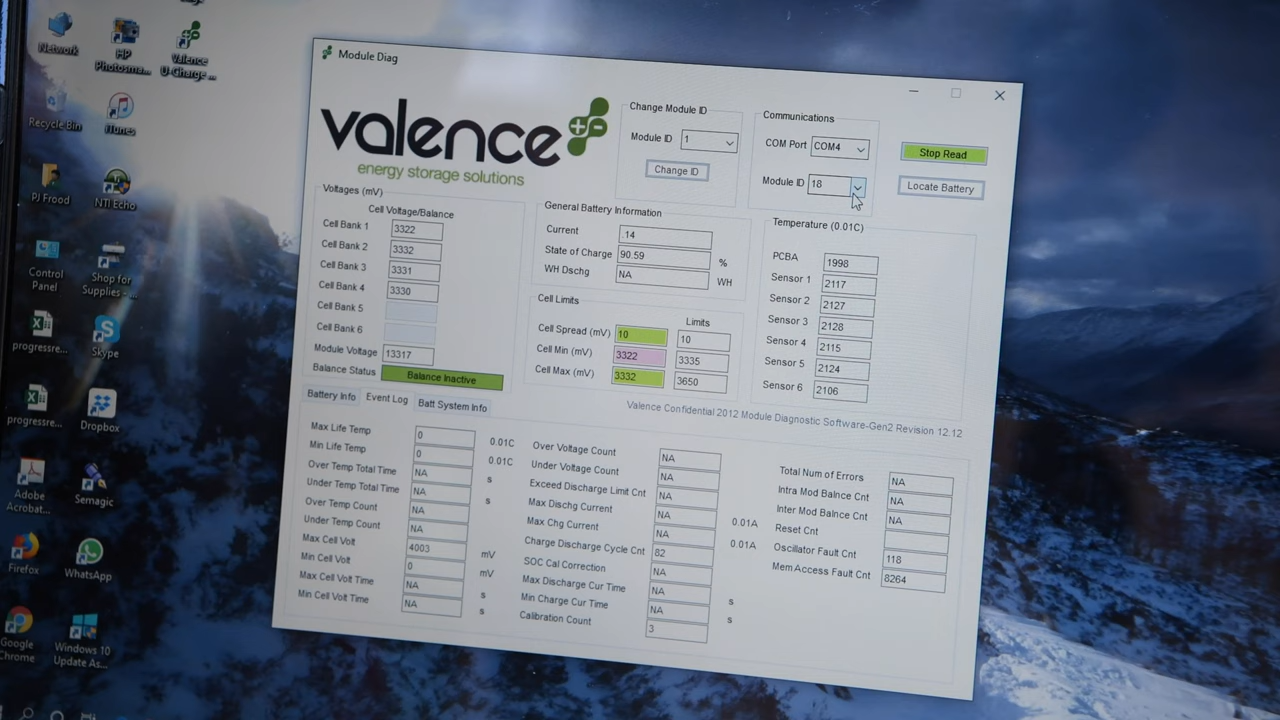 Network
HP Photosma...
Valence U-Charge ...
Recycle Bin
iTunes
PJ Frood
NTI Echo
Control Panel
Shop for Supplies - ...
progressre...
Skype
progressre...
Dropbox
Adobe Acrobat...
Semagic
Firefox
WhatsApp
Google Chrome
Windows 10 Update As...
Module Diag
valence
energy storage solutions
Change Module ID
Module ID 1
Change ID
Communications
COM Port COM4
Module ID 18
Stop Read
Locate Battery
Voltages (mV)
Cell Voltage/Balance
Cell Bank 1 3322
Cell Bank 2 3332
Cell Bank 3 3331
Cell Bank 4 3330
Cell Bank 5
Cell Bank 6
Module Voltage 13317
Balance Status Balance Inactive
General Battery Information
Current .14
State of Charge 90.59 %
WH Dschg NA WH
Cell Limits
Limits
Cell Spread (mV) 10 10
Cell Min (mV) 3322 3335
Cell Max (mV) 3332 3650
Temperature (0.01C)
PCBA 1998
Sensor 1 2117
Sensor 2 2127
Sensor 3 2128
Sensor 4 2115
Sensor 5 2124
Sensor 6 2106
Valence Confidential 2012 Module Diagnostic Software-Gen2 Revision 12.12
Battery Info Event Log Batt System Info
Max Life Temp 0 0.01C
Min Life Temp 0 0.01C
Over Temp Total Time NA s
Under Temp Total Time NA s
Over Temp Count NA
Under Temp Count NA
Max Cell Volt 4003 mV
Min Cell Volt 0 mV
Max Cell Volt Time NA s
Min Cell Volt Time NA s
Over Voltage Count NA
Under Voltage Count NA
Exceed Discharge Limit Cnt NA
Max Dischg Current NA 0.01A
Max Chg Current NA 0.01A
Charge Discharge Cycle Cnt 82
SOC Cal Correction NA
Max Discharge Cur Time NA s
Min Charge Cur Time NA s
Calibration Count 3
Total Num of Errors NA
Intra Mod Balnce Cnt NA
Inter Mod Balnce Cnt NA
Reset Cnt
Oscillator Fault Cnt 118
Mem Access Fault Cnt 8264